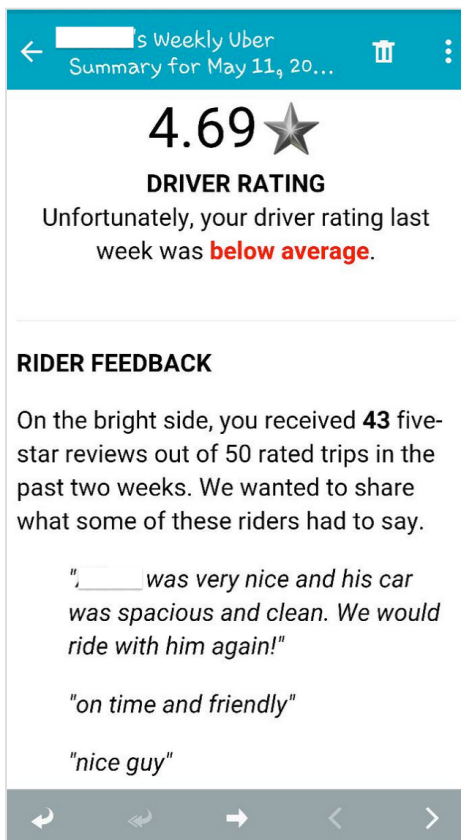 's Weekly Uber
Summary for May 11, 20...
4.69
DRIVER RATING
Unfortunately, your driver rating last
week was below average.
RIDER FEEDBACK
On the bright side, you received 43 five-
star reviews out of 50 rated trips in the
past two weeks. We wanted to share
what some of these riders had to say.
" was very nice and his car
was spacious and clean. We would
ride with him again!"
"on time and friendly"
"nice guy"